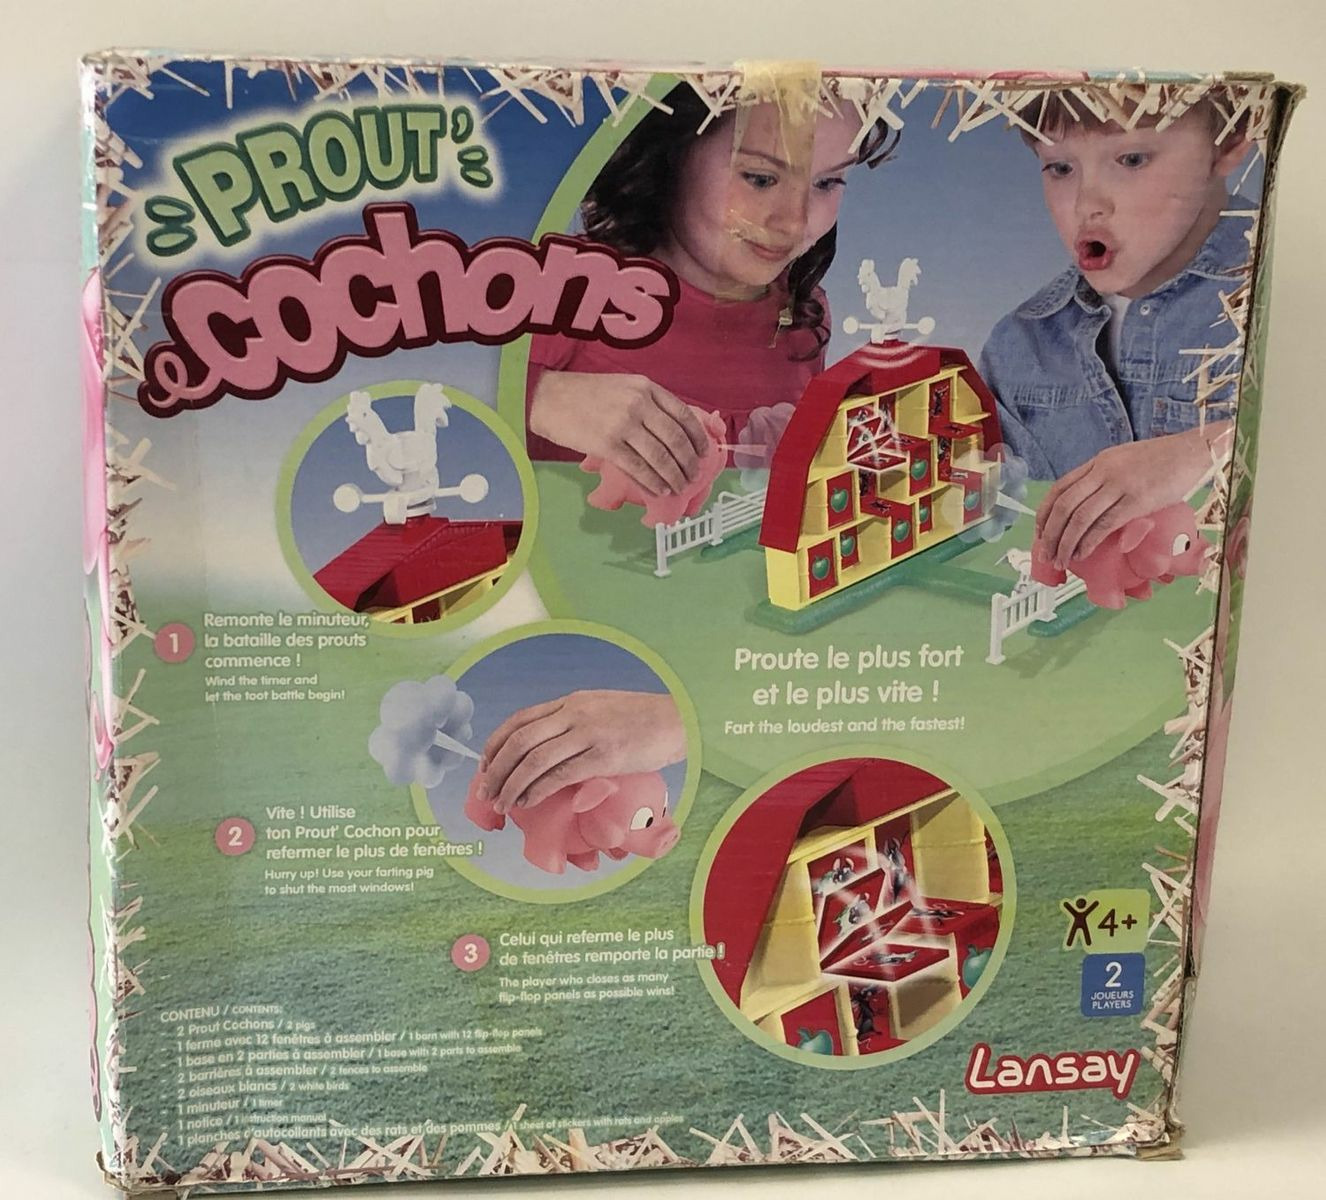 PROUT'
cochons
1
Remonte le minuteur,
la bataille des prouts
commence !
Wind the timer and
let the toot battle begin!
Proute le plus fort
et le plus vite !
Fart the loudest and the fastest!
2
Vite ! Utilise
ton Prout' Cochon pour
refermer le plus de fenêtres !
Hurry up! Use your farting pig
to shut the most windows!
3
Celui qui referme le plus
de fenêtres remporte la partie !
The player who closes as many
flip-flop panels as possible wins!
4+
2
JOUEURS
PLAYERS
CONTENU / CONTENTS:
2 Prout Cochons / 2 pigs
1 ferme avec 12 fenêtres à assembler / 1 barn with 12 flip-flop panels
1 base en 2 parties à assembler / 1 base with 2 parts to assemble
2 barrières à assembler / 2 fences to assemble
2 oiseaux blancs / 2 white birds
1 minuteur / 1 timer
1 notice / 1 instruction manual
1 planches d'autocollants avec des rats et des pommes / 1 sheet of stickers with rats and apples
Lansay